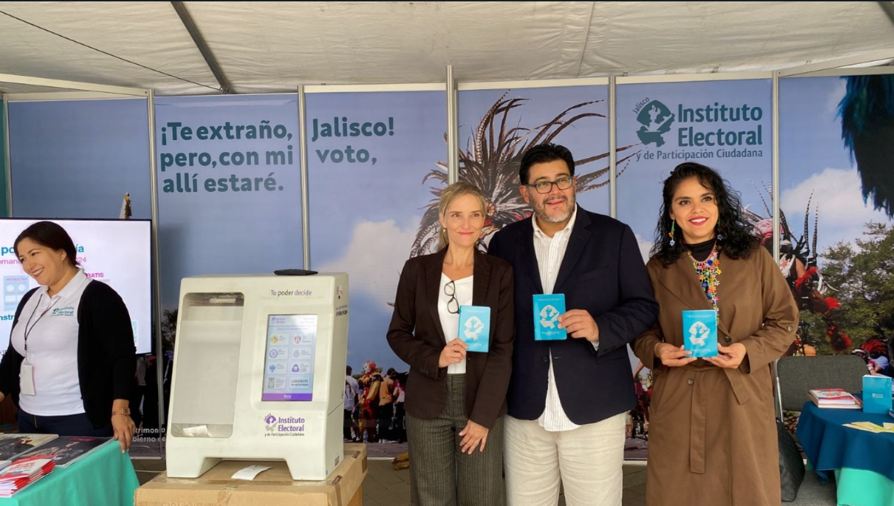 ¡Te extraño, Jalisco!
pero, con mi voto,
allí estaré.
Jalisco
Instituto
Electoral
y de Participación Ciudadana
GRATIS
Tu poder decide
Instituto
Electoral
y de Participación Ciudadana